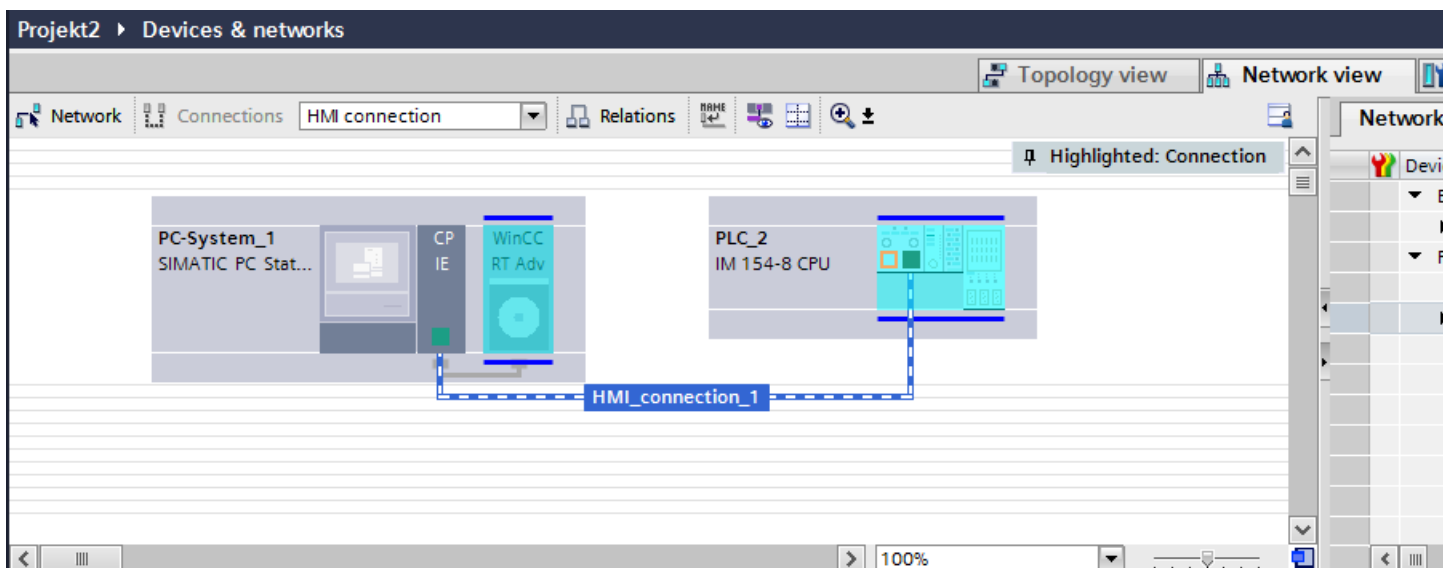 Projekt2 ▸ Devices & networks
Topology view
Network view
Network
Connections
HMI connection
Relations
Network
Highlighted: Connection
PC-System_1
SIMATIC PC Stat...
CP
IE
WinCC
RT Adv
PLC_2
IM 154-8 CPU
HMI_connection_1
100%